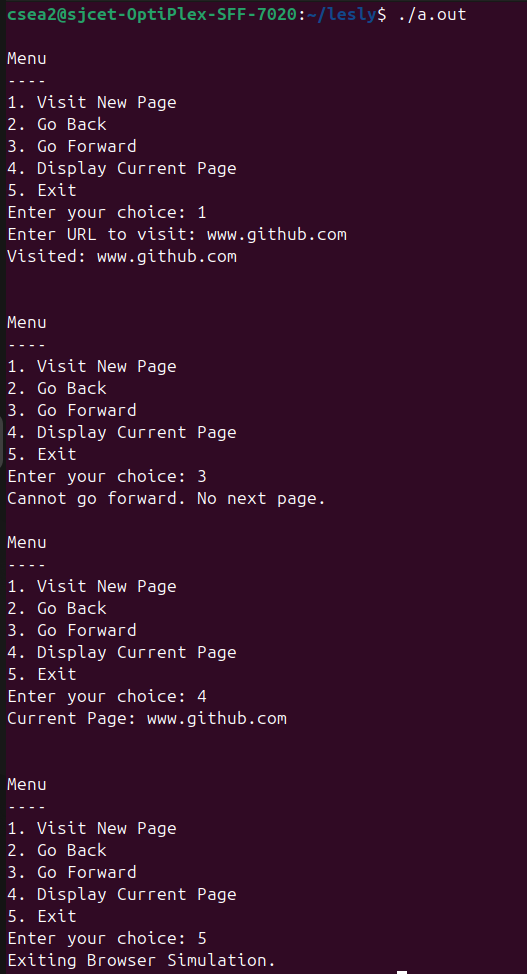 csea2@sjcet-OptiPlex-SFF-7020:~/lesly$ ./a.out
Menu
----
1. Visit New Page
2. Go Back
3. Go Forward
4. Display Current Page
5. Exit
Enter your choice: 1
Enter URL to visit: www.github.com
Visited: www.github.com
Menu
----
1. Visit New Page
2. Go Back
3. Go Forward
4. Display Current Page
5. Exit
Enter your choice: 3
Cannot go forward. No next page.
Menu
----
1. Visit New Page
2. Go Back
3. Go Forward
4. Display Current Page
5. Exit
Enter your choice: 4
Current Page: www.github.com
Menu
----
1. Visit New Page
2. Go Back
3. Go Forward
4. Display Current Page
5. Exit
Enter your choice: 5
Exiting Browser Simulation.